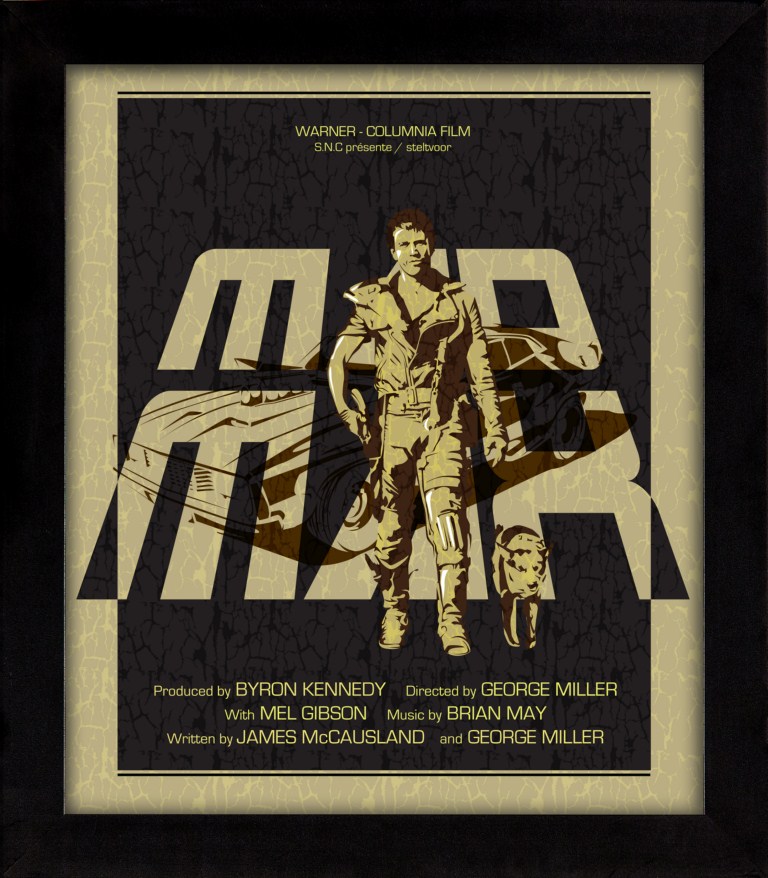 WARNER - COLUMNIA FILM
S.N.C présente / steltvoor
MAD
MAX
Produced by BYRON KENNEDY Directed by GEORGE MILLER
With MEL GIBSON Music by BRIAN MAY
Written by JAMES McCAUSLAND and GEORGE MILLER